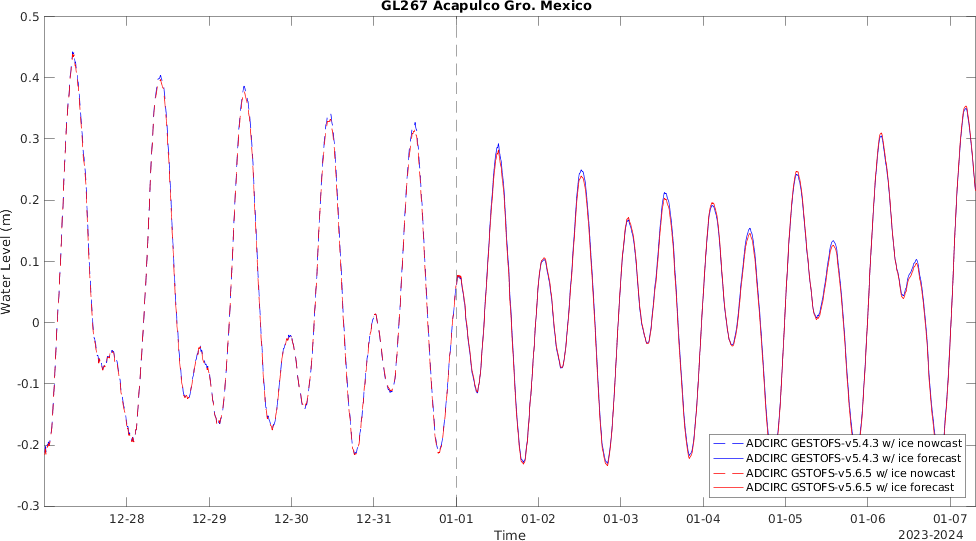 GL267 Acapulco Gro. Mexico
0.5
0.4
0.3
0.2
0.1
0
-0.1
-0.2
-0.3
Water Level (m)
ADCIRC GESTOFS-v5.4.3 w/ ice nowcast
ADCIRC GESTOFS-v5.4.3 w/ ice forecast
ADCIRC GSTOFS-v5.6.5 w/ ice nowcast
ADCIRC GSTOFS-v5.6.5 w/ ice forecast
12-28 12-29 12-30 12-31 01-01 01-02 01-03 01-04 01-05 01-06 01-07
Time
2023-2024